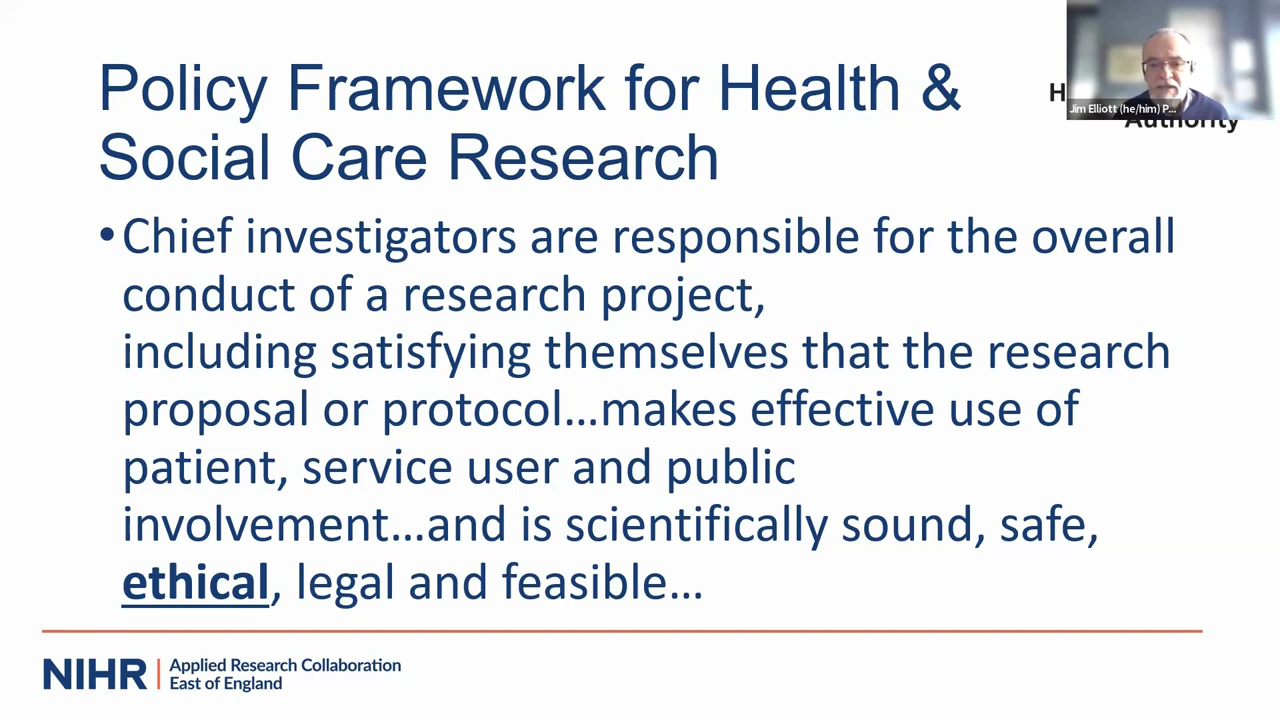 Policy Framework for Health &
Social Care Research
H
Authority
Jim Elliott (he/him) P...
•Chief investigators are responsible for the overall
conduct of a research project,
including satisfying themselves that the research
proposal or protocol…makes effective use of
patient, service user and public
involvement…and is scientifically sound, safe,
ethical, legal and feasible…
NIHR | Applied Research Collaboration
East of England